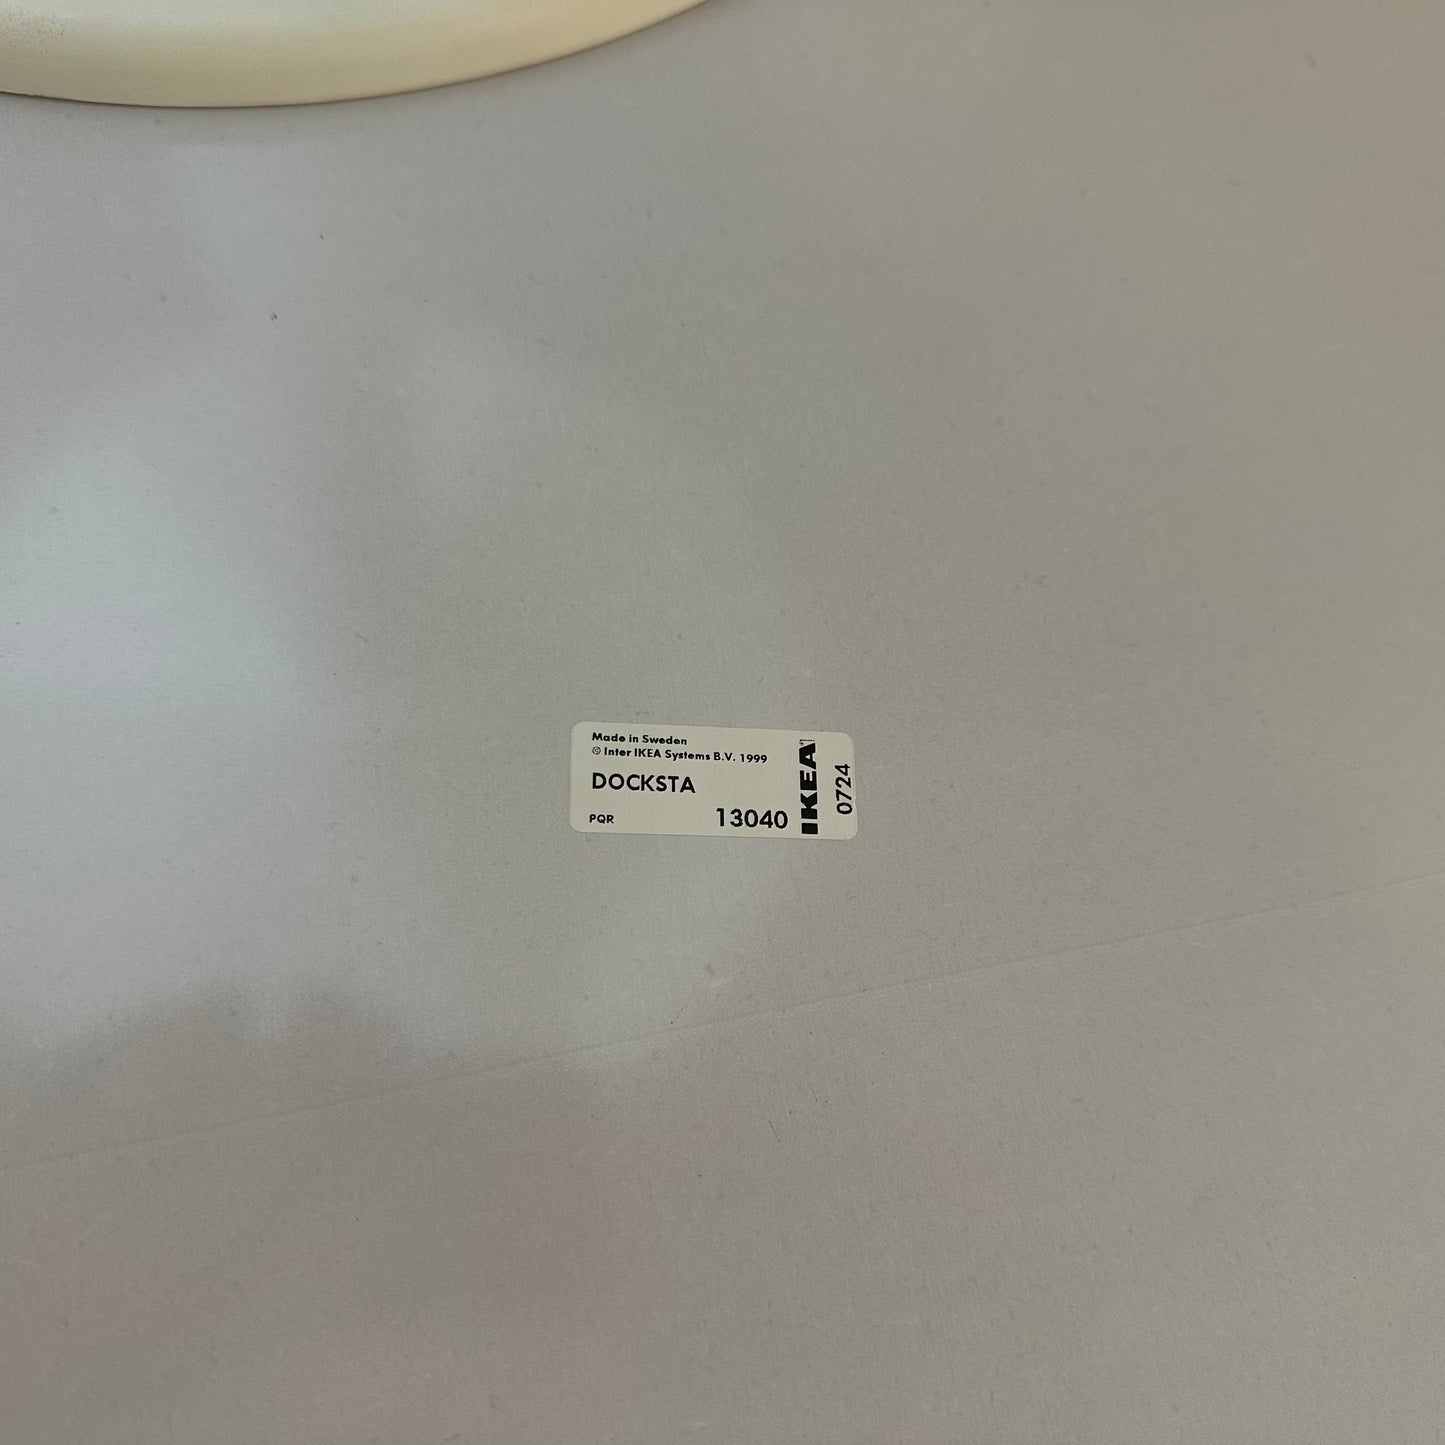 Made in Sweden
© Inter IKEA Systems B.V. 1999
DOCKSTA
PQR
13040
IKEA
0724